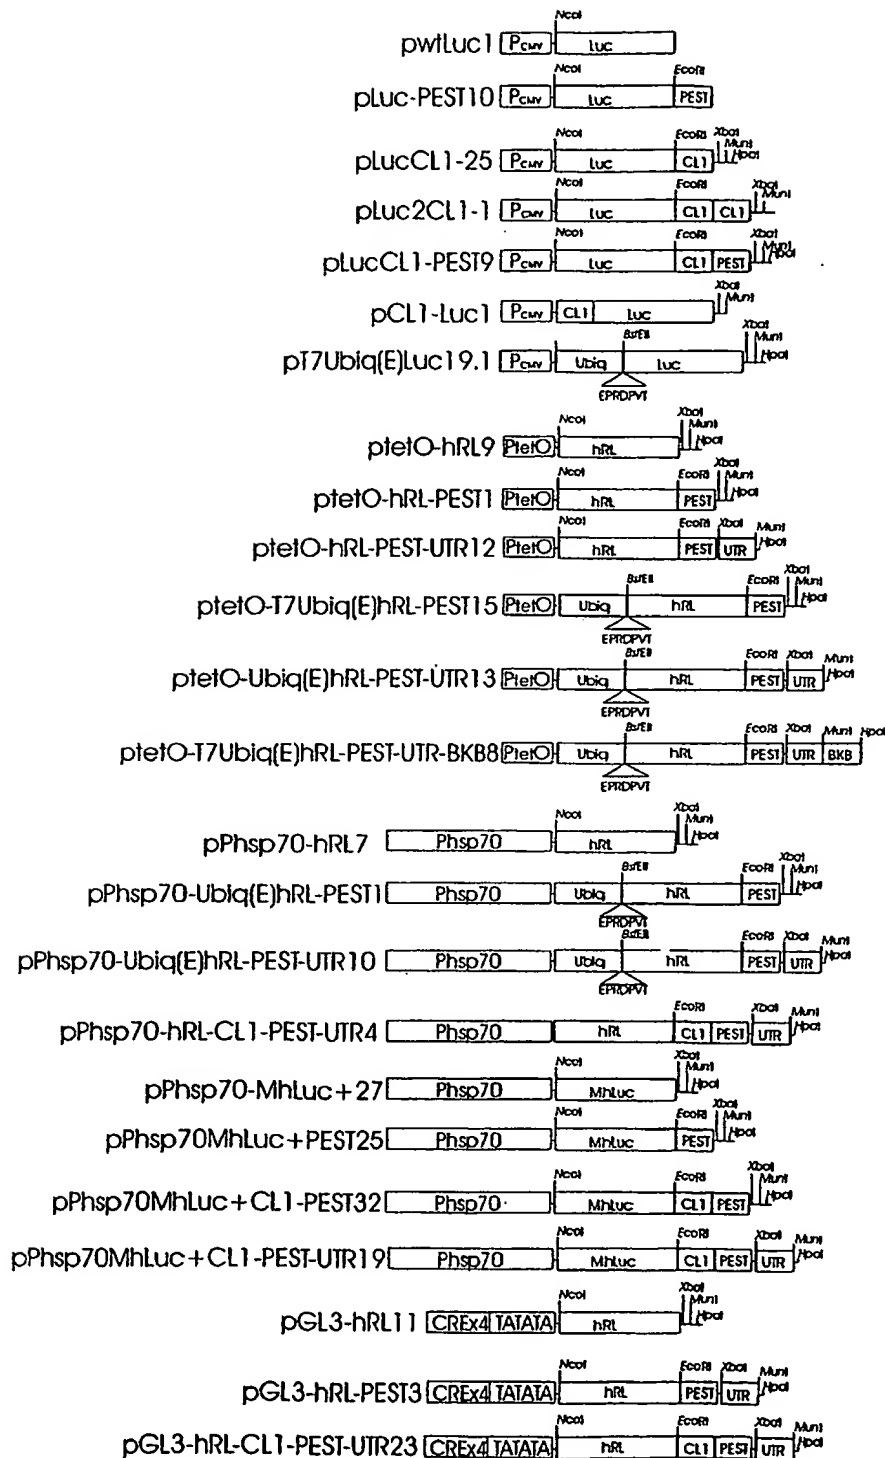 NcoI
pwtLuc1 PCMV Luc
NcoI EcoRI
pLuc-PEST10 PCMV Luc PEST
NcoI EcoRI XbaI MunI HpaI
pLucCL1-25 PCMV Luc CL1
NcoI EcoRI XbaI MunI
pLuc2CL1-1 PCMV Luc CL1 CL1
NcoI EcoRI XbaI MunI HpaI
pLucCL1-PEST9 PCMV Luc CL1 PEST
XbaI MunI
pCL1-Luc1 PCMV CL1 Luc
BstEII XbaI MunI HpaI
pT7Ubiq(E)Luc19.1 PCMV Ubiq Luc
EPRDPVT
NcoI XbaI MunI HpaI
ptetO-hRL9 PtetO hRL
NcoI EcoRI XbaI MunI HpaI
ptetO-hRL-PEST1 PtetO hRL PEST
NcoI EcoRI XbaI MunI HpaI
ptetO-hRL-PEST-UTR12 PtetO hRL PEST UTR
BstEII EcoRI XbaI MunI HpaI
ptetO-T7Ubiq(E)hRL-PEST15 PtetO Ubiq hRL PEST
EPRDPVT
BstEII EcoRI XbaI MunI HpaI
ptetO-Ubiq(E)hRL-PEST-UTR13 PtetO Ubiq hRL PEST UTR
EPRDPVT
BstEII EcoRI XbaI MunI HpaI
ptetO-T7Ubiq(E)hRL-PEST-UTR-BKB8 PtetO Ubiq hRL PEST UTR BKB
EPRDPVT
NcoI XbaI MunI HpaI
pPhsp70-hRL7 Phsp70 hRL
BstEII EcoRI XbaI MunI HpaI
pPhsp70-Ubiq(E)hRL-PEST1 Phsp70 Ubiq hRL PEST
EPRDPVT
BstEII EcoRI XbaI MunI HpaI
pPhsp70-Ubiq(E)hRL-PEST-UTR10 Phsp70 Ubiq hRL PEST UTR
EPRDPVT
EcoRI XbaI MunI HpaI
pPhsp70-hRL-CL1-PEST-UTR4 Phsp70 hRL CL1 PEST UTR
NcoI XbaI MunI HpaI
pPhsp70-MhLuc+27 Phsp70 MhLuc
NcoI EcoRI XbaI MunI HpaI
pPhsp70MhLuc+PEST25 Phsp70 MhLuc PEST
NcoI EcoRI XbaI MunI HpaI
pPhsp70MhLuc+CL1-PEST32 Phsp70 MhLuc CL1 PEST
NcoI EcoRI XbaI MunI HpaI
pPhsp70MhLuc+CL1-PEST-UTR19 Phsp70 MhLuc CL1 PEST UTR
NcoI XbaI MunI HpaI
pGL3-hRL11 CREx4 TATATA hRL
NcoI EcoRI XbaI MunI HpaI
pGL3-hRL-PEST3 CREx4 TATATA hRL PEST UTR
NcoI EcoRI XbaI MunI HpaI
pGL3-hRL-CL1-PEST-UTR23 CREx4 TATATA hRL CL1 PEST UTR